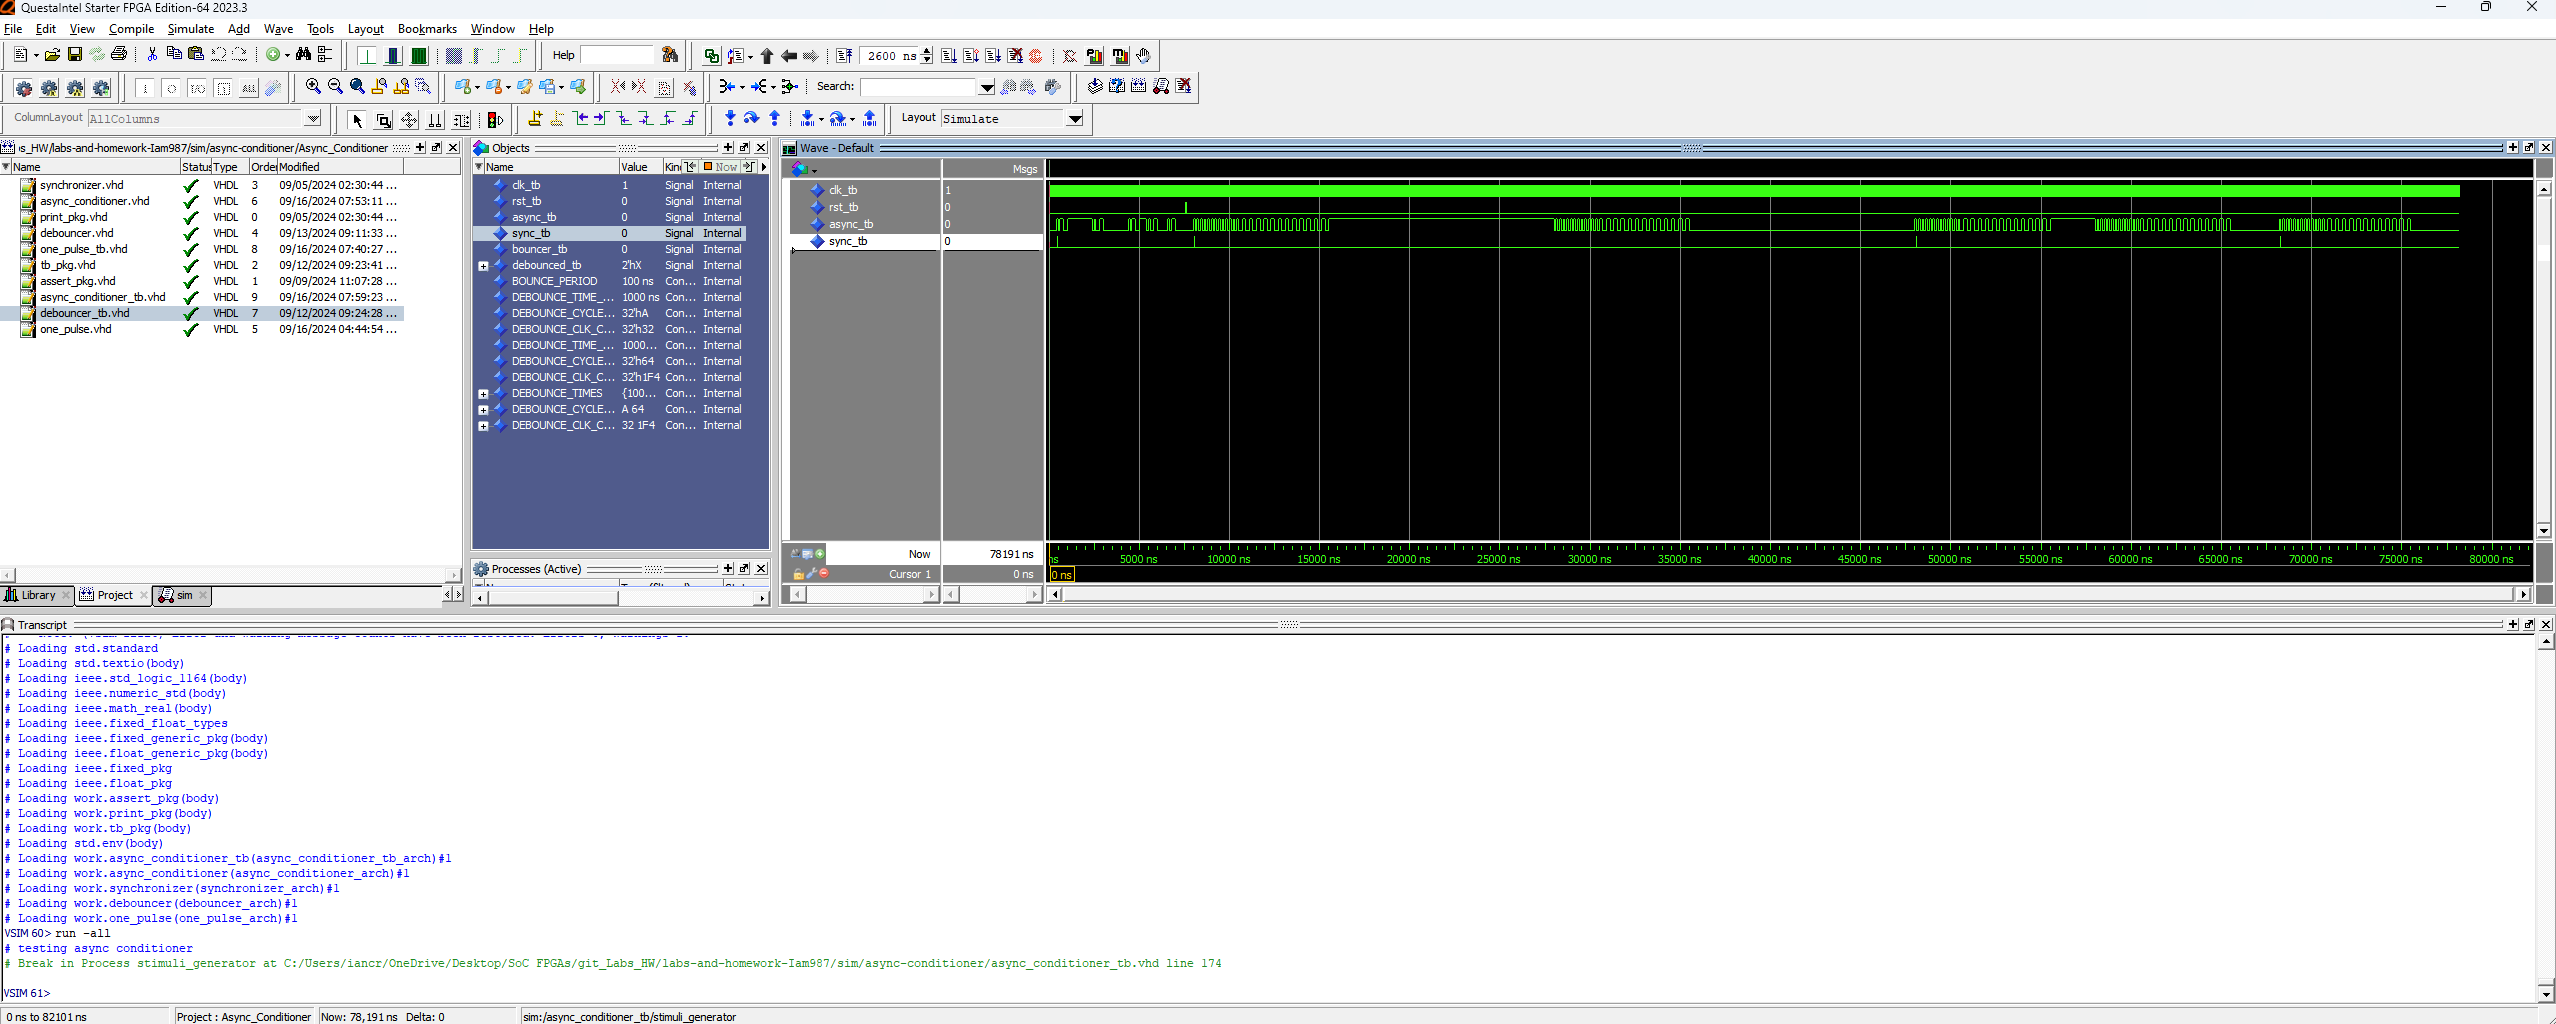 QuestaIntel Starter FPGA Edition-64 2023.3
File Edit View Compile Simulate Add Wave Tools Layout Bookmarks Window Help
Help
2600 ns
Search:
ColumnLayout AllColumns
Layout Simulate
s_HW/labs-and-homework-Iam987/sim/async-conditioner/Async_Conditioner
Name Status Type Order Modified
synchronizer.vhd VHDL 3 09/05/2024 02:30:44 ...
async_conditioner.vhd VHDL 6 09/16/2024 07:53:11 ...
print_pkg.vhd VHDL 0 09/05/2024 02:30:44 ...
debouncer.vhd VHDL 4 09/13/2024 09:11:33 ...
one_pulse_tb.vhd VHDL 8 09/16/2024 07:40:27 ...
tb_pkg.vhd VHDL 2 09/12/2024 09:23:41 ...
assert_pkg.vhd VHDL 1 09/09/2024 11:07:28 ...
async_conditioner_tb.vhd VHDL 9 09/16/2024 07:59:23 ...
debouncer_tb.vhd VHDL 7 09/12/2024 09:24:28 ...
one_pulse.vhd VHDL 5 09/16/2024 04:44:54 ...
Library Project sim
Objects
Name Value Kind Now
clk_tb 1 Signal Internal
rst_tb 0 Signal Internal
async_tb 0 Signal Internal
sync_tb 0 Signal Internal
bouncer_tb 0 Signal Internal
debounced_tb 2'hX Signal Internal
BOUNCE_PERIOD 100 ns Con... Internal
DEBOUNCE_TIME_... 1000 ns Con... Internal
DEBOUNCE_CYCLE... 32'hA Con... Internal
DEBOUNCE_CLK_C... 32'h32 Con... Internal
DEBOUNCE_TIME_... 1000... Con... Internal
DEBOUNCE_CYCLE... 32'h64 Con... Internal
DEBOUNCE_CLK_C... 32'h1F4 Con... Internal
DEBOUNCE_TIMES {100... Con... Internal
DEBOUNCE_CYCLE... A 64 Con... Internal
DEBOUNCE_CLK_C... 32 1F4 Con... Internal
Processes (Active)
Wave - Default
Msgs
clk_tb 1
rst_tb 0
async_tb 0
sync_tb 0
Now 78191 ns
Cursor 1 0 ns
ns 5000 ns 10000 ns 15000 ns 20000 ns 25000 ns 30000 ns 35000 ns 40000 ns 45000 ns 50000 ns 55000 ns 60000 ns 65000 ns 70000 ns 75000 ns 80000 ns
0 ns
Transcript
# Loading std.standard
# Loading std.textio(body)
# Loading ieee.std_logic_1164(body)
# Loading ieee.numeric_std(body)
# Loading ieee.math_real(body)
# Loading ieee.fixed_float_types
# Loading ieee.fixed_generic_pkg(body)
# Loading ieee.float_generic_pkg(body)
# Loading ieee.fixed_pkg
# Loading ieee.float_pkg
# Loading work.assert_pkg(body)
# Loading work.print_pkg(body)
# Loading work.tb_pkg(body)
# Loading std.env(body)
# Loading work.async_conditioner_tb(async_conditioner_tb_arch)#1
# Loading work.async_conditioner(async_conditioner_arch)#1
# Loading work.synchronizer(synchronizer_arch)#1
# Loading work.debouncer(debouncer_arch)#1
# Loading work.one_pulse(one_pulse_arch)#1
VSIM 60> run -all
# testing async conditioner
# Break in Process stimuli_generator at C:/Users/iancr/OneDrive/Desktop/SoC FPGAs/git_Labs_HW/labs-and-homework-Iam987/sim/async-conditioner/async_conditioner_tb.vhd line 174
VSIM 61>
0 ns to 82101 ns Project : Async_Conditioner Now: 78,191 ns Delta: 0 sim:/async_conditioner_tb/stimuli_generator